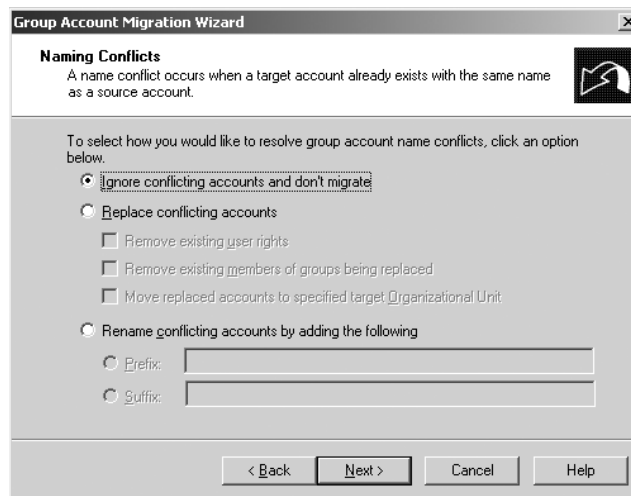 Group Account Migration Wizard
Naming Conflicts
A name conflict occurs when a target account already exists with the same name
as a source account.
To select how you would like to resolve group account name conflicts, click an option
below.
Ignore conflicting accounts and don't migrate
Replace conflicting accounts
Remove existing user rights
Remove existing members of groups being replaced
Move replaced accounts to specified target Organizational Unit
Rename conflicting accounts by adding the following
Prefix:
Suffix:
< Back Next > Cancel Help